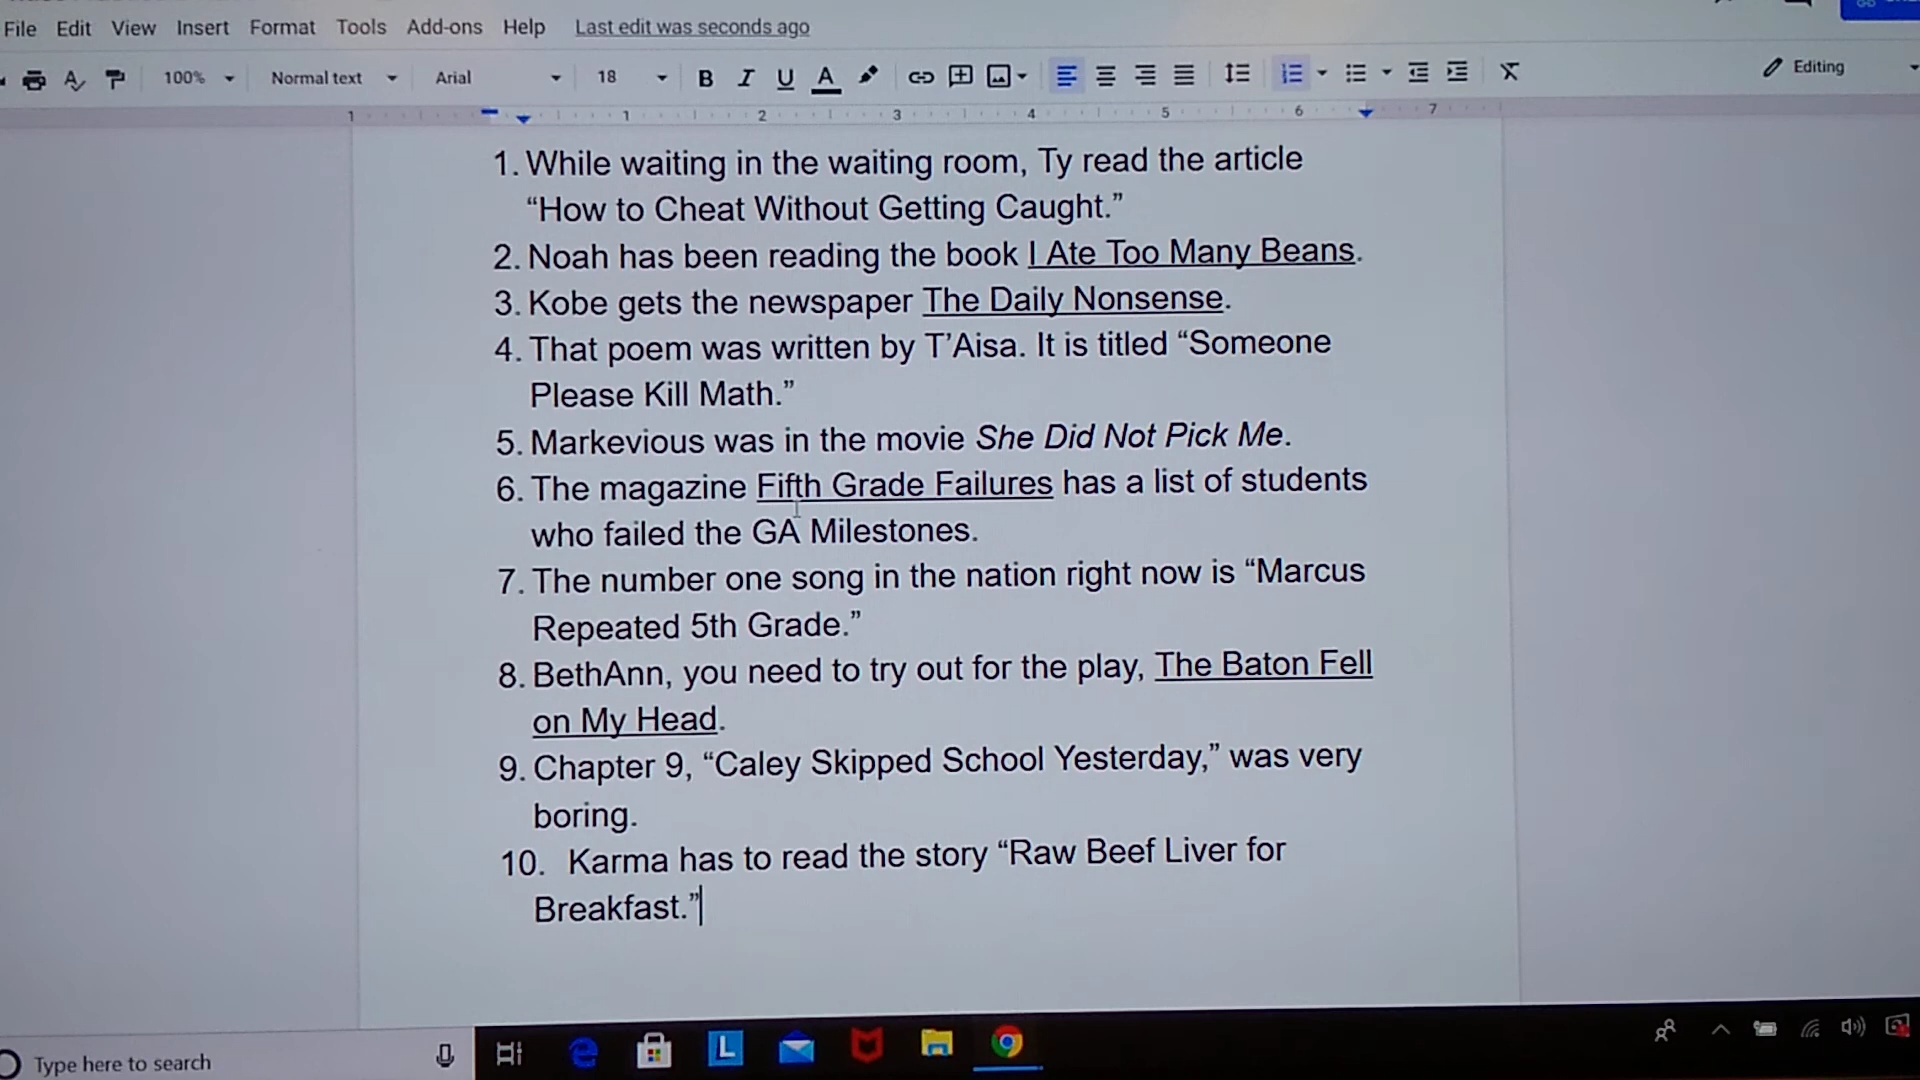 File Edit View Insert Format Tools Add-ons Help Last edit was seconds ago
100% Normal text Arial 18 B I U A Editing
1 1 2 3 4 5 6 7
1. While waiting in the waiting room, Ty read the article
“How to Cheat Without Getting Caught.”
2. Noah has been reading the book I Ate Too Many Beans.
3. Kobe gets the newspaper The Daily Nonsense.
4. That poem was written by T’Aisa. It is titled “Someone
Please Kill Math.”
5. Markevious was in the movie She Did Not Pick Me.
6. The magazine Fifth Grade Failures has a list of students
who failed the GA Milestones.
7. The number one song in the nation right now is “Marcus
Repeated 5th Grade.”
8. BethAnn, you need to try out for the play, The Baton Fell
on My Head.
9. Chapter 9, “Caley Skipped School Yesterday,” was very
boring.
10. Karma has to read the story “Raw Beef Liver for
Breakfast.”
Type here to search L